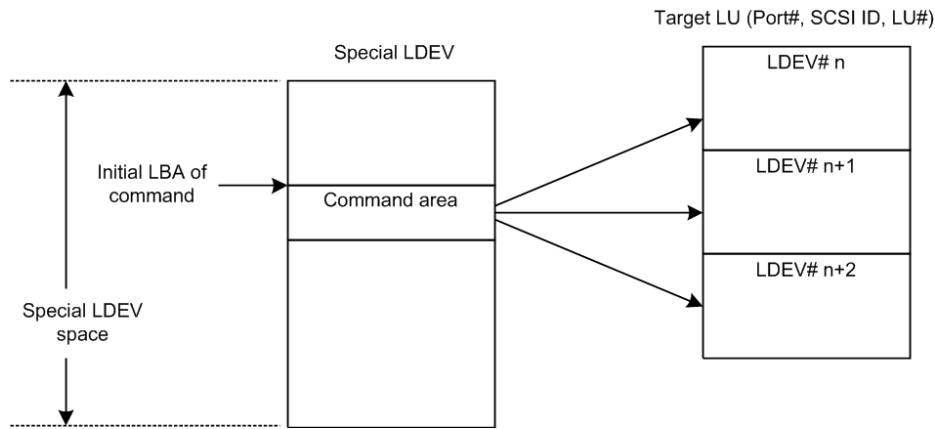 Target LU (Port#, SCSI ID, LU#)
Special LDEV
LDEV# n
Initial LBA of
command
Command area
LDEV# n+1
LDEV# n+2
Special LDEV
space